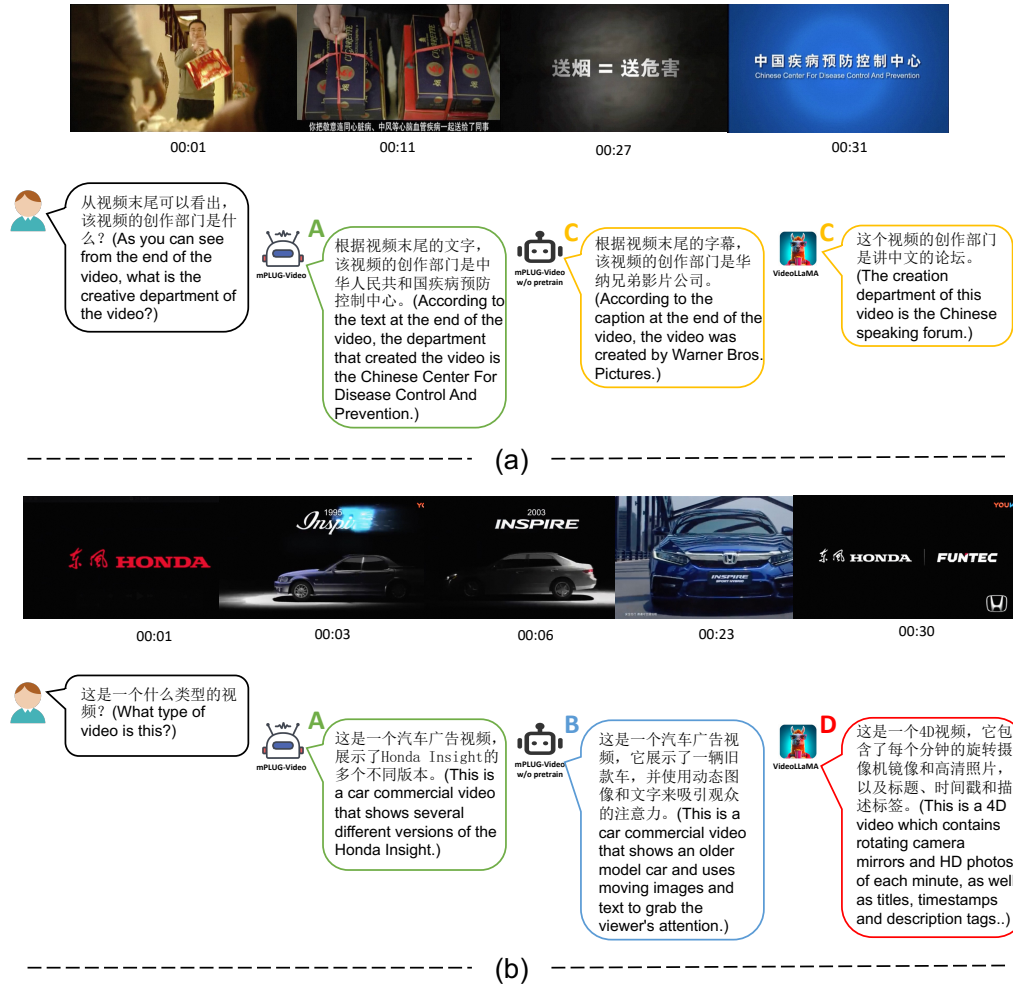 送烟 = 送危害
中国疾病预防控制中心
Chinese Center For Disease Control And Prevention
你把敬意连同心脏病、中风等心脑血管疾病一起送给了同事
00:01
00:11
00:27
00:31
从视频末尾可以看出，
该视频的创作部门是什
么？(As you can see
from the end of the
video, what is the
creative department of
the video?)
A
mPLUG-Video
根据视频末尾的文字，
该视频的创作部门是中
华人民共和国疾病预防
控制中心。(According to
the text at the end of the
video, the department
that created the video is
the Chinese Center For
Disease Control And
Prevention.)
C
mPLUG-Video
w/o pretrain
根据视频末尾的字幕，
该视频的创作部门是华
纳兄弟影片公司。
(According to the
caption at the end of the
video, the video was
created by Warner Bros.
Pictures.)
C
VideoLLaMA
这个视频的创作部门
是讲中文的论坛。
(The creation
department of this
video is the Chinese
speaking forum.)
(a)
东风 HONDA
1995
Inspi
2003
INSPIRE
INSPIRE
SPORT HYBRID
YOU
东风 HONDA | FUNTEC
00:01
00:03
00:06
00:23
00:30
这是一个什么类型的视
频？(What type of
video is this?)
A
mPLUG-Video
这是一个汽车广告视频，
展示了Honda Insight的
多个不同版本。(This is
a car commercial video
that shows several
different versions of the
Honda Insight.)
B
mPLUG-Video
w/o pretrain
这是一个汽车广告视
频，它展示了一辆旧
款车，并使用动态图
像和文字来吸引观众
的注意力。(This is a
car commercial video
that shows an older
model car and uses
moving images and
text to grab the
viewer's attention.)
D
VideoLLaMA
这是一个4D视频，它包
含了每个分钟的旋转摄
像机镜像和高清照片，
以及标题、时间戳和描
述标签。(This is a 4D
video which contains
rotating camera
mirrors and HD photos
of each minute, as well
as titles, timestamps
and description tags..)
(b)